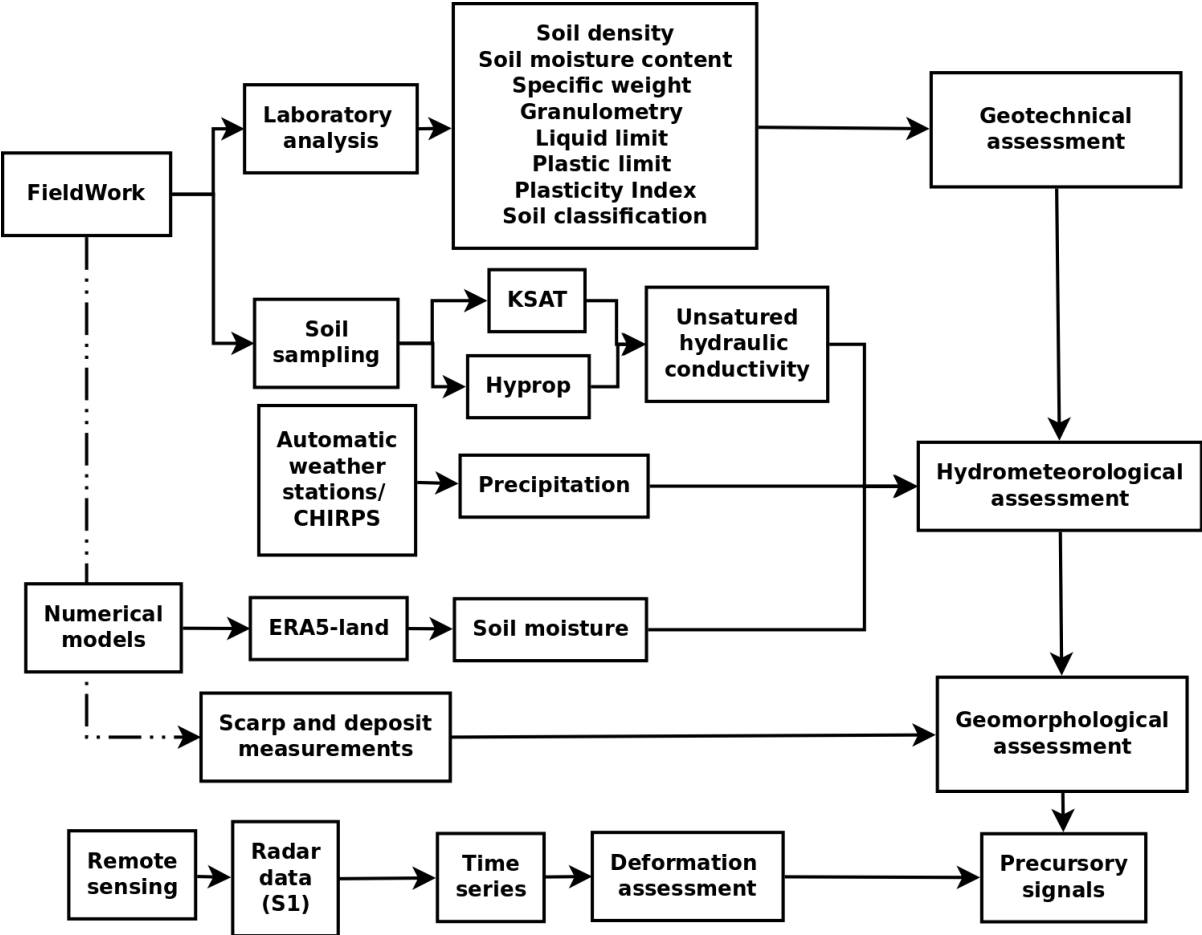 Soil density
Soil moisture content
Specific weight
Granulometry
Liquid limit
Plastic limit
Plasticity Index
Soil classification
Laboratory
analysis
Geotechnical
assessment
FieldWork
KSAT
Soil
sampling
Hyprop
Unsatured
hydraulic
conductivity
Automatic
weather
stations/
CHIRPS
Precipitation
Hydrometeorological
assessment
Numerical
models
ERA5-land
Soil moisture
Scarp and deposit
measurements
Geomorphological
assessment
Remote
sensing
Radar
data
(S1)
Time
series
Deformation
assessment
Precursory
signals